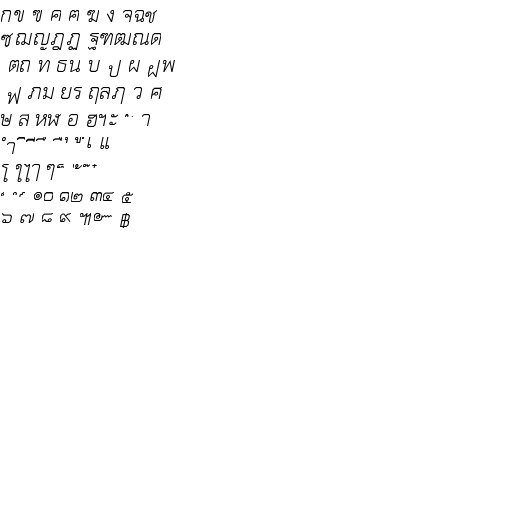 กข ฃ ค ฅ ฆ ง จฉช
ซฌญฎฏ ฐฑฒณด
ตถ ท ธน บ ป ผ ฝพ
ฟ ภม ยร ฤลฦ ว ศ
ษ ส หฬ อ ฮฯะ ั า
ำ ิ ี ึ ื ุ ู เ แ
โ ใไๅ ๆ ็ ่ ้ ๊ ๋
์ ํ ๎ ๏๐ ๑๒ ๓๔ ๕
๖ ๗ ๘ ๙ ๚๛ ฿